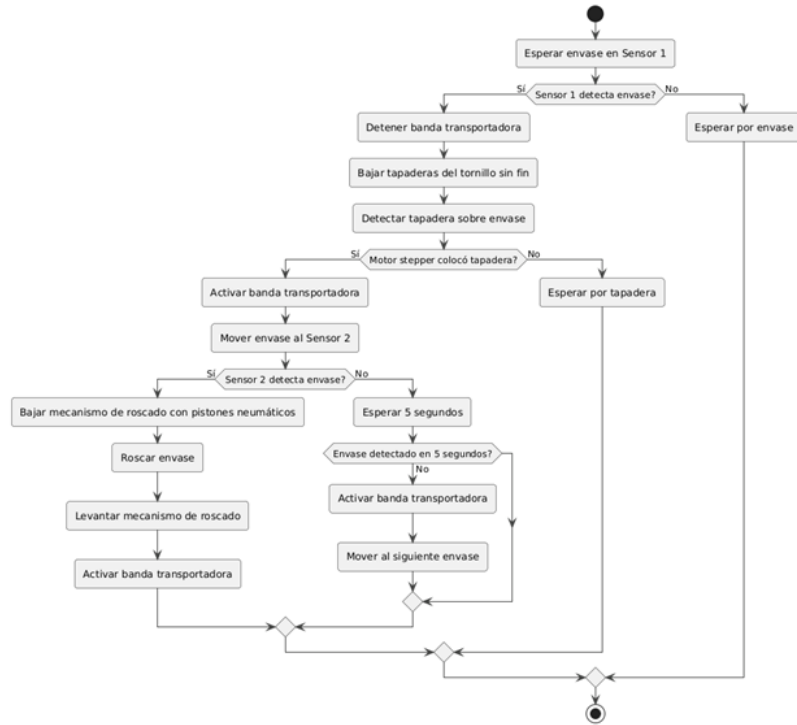 Esperar envase en Sensor 1
Sí
Sensor 1 detecta envase?
No
Detener banda transportadora
Esperar por envase
Bajar tapaderas del tornillo sin fin
Detectar tapadera sobre envase
Sí
Motor stepper colocó tapadera?
No
Activar banda transportadora
Esperar por tapadera
Mover envase al Sensor 2
Sí
Sensor 2 detecta envase?
No
Bajar mecanismo de roscado con pistones neumáticos
Esperar 5 segundos
Roscar envase
Envase detectado en 5 segundos?
No
Levantar mecanismo de roscado
Activar banda transportadora
Activar banda transportadora
Mover al siguiente envase